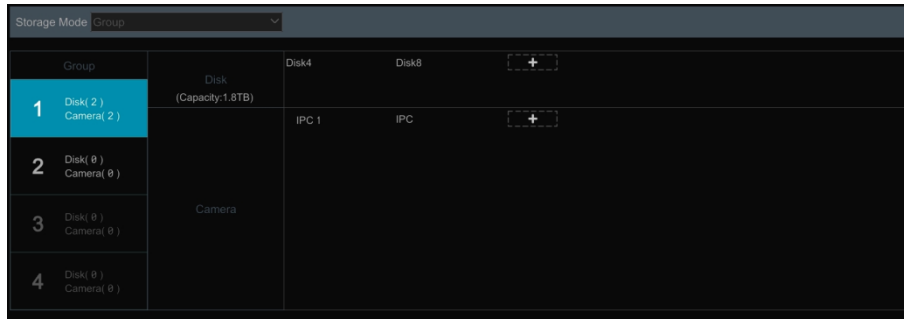 Storage Mode Group
Group
1
Disk( 0 )
Camera( 2 )
2
Disk( 0 )
Camera( 0 )
3
Disk( 0 )
Camera( 0 )
4
Disk( 0 )
Camera( 0 )
Disk
(Capacity:1.8TB)
Disk4 Disk8 +
Camera
IPC 1 IPC +